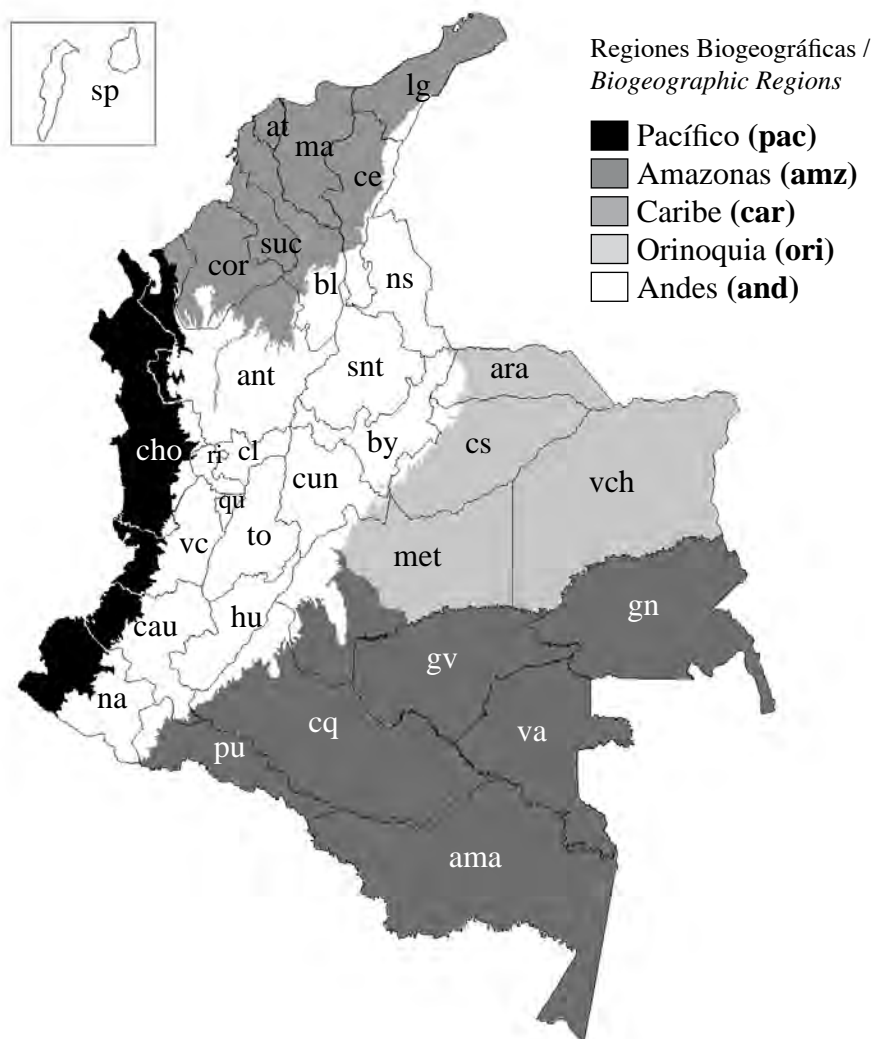 sp
Regiones Biogeográficas /
Biogeographic Regions
Pacífico (pac)
Amazonas (amz)
Caribe (car)
Orinoquia (ori)
Andes (and)
lg
at
ma
ce
suc
cor
bl
ns
ant
snt
ara
cho
ri
cl
by
cs
cun
vch
qu
vc
to
met
cau
hu
gn
gv
na
cq
va
pu
ama